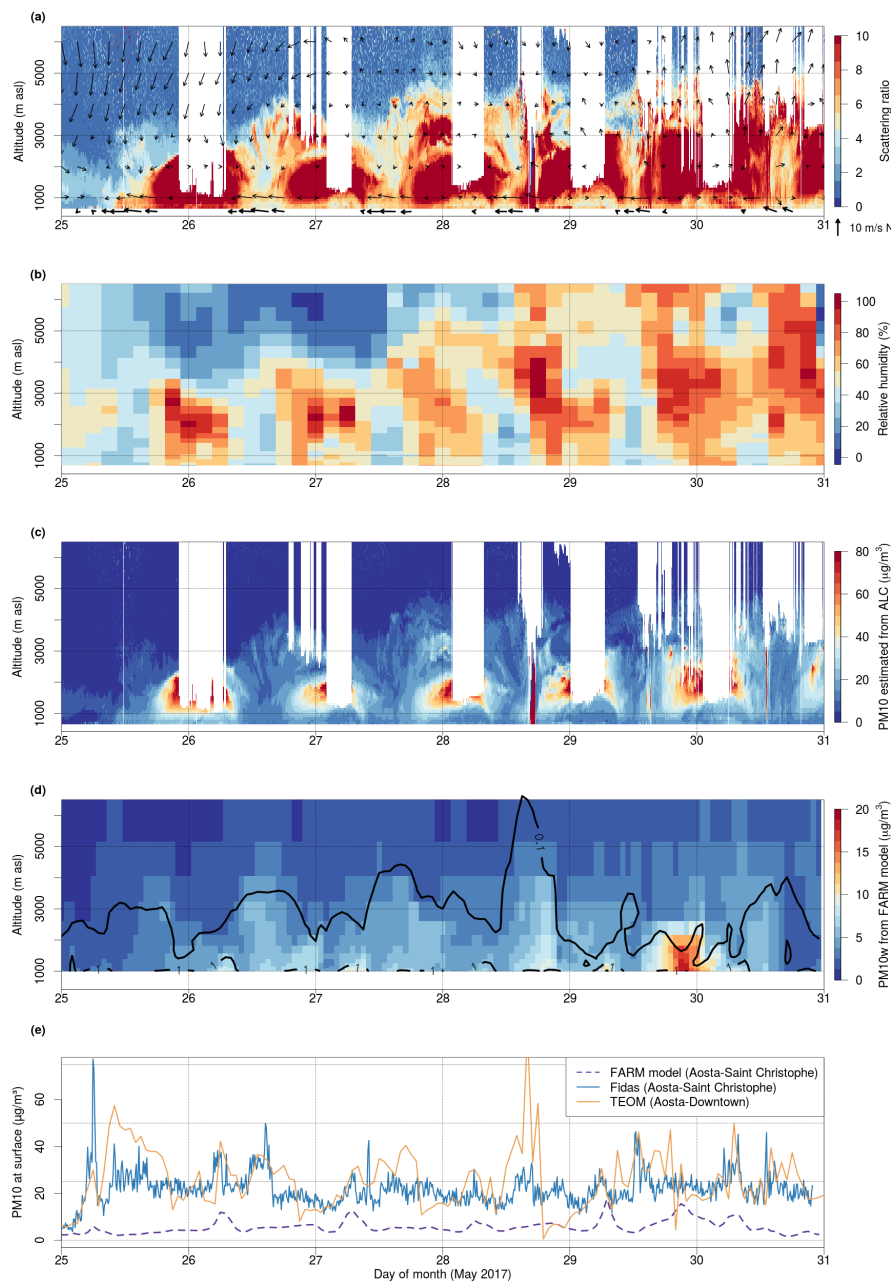 (a)
Altitude (m asl)
5000
3000
1000
25 26 27 28 29 30 31
10
8
6
4
2
0
Scattering ratio
10 m/s N
(b)
Altitude (m asl)
5000
3000
1000
25 26 27 28 29 30 31
100
80
60
40
20
0
Relative humidity (%)
(c)
Altitude (m asl)
5000
3000
1000
25 26 27 28 29 30 31
80
60
40
20
0
PM10 estimated from ALC (µg/m³)
(d)
Altitude (m asl)
5000
3000
1000
0.1
1 1 1 1 1
25 26 27 28 29 30 31
20
15
10
5
0
PM10w from FARM model (µg/m³)
(e)
PM10 at surface (µg/m³)
60
40
20
0
FARM model (Aosta-Saint Christophe)
Fidas (Aosta-Saint Christophe)
TEOM (Aosta-Downtown)
25 26 27 28 29 30 31
Day of month (May 2017)